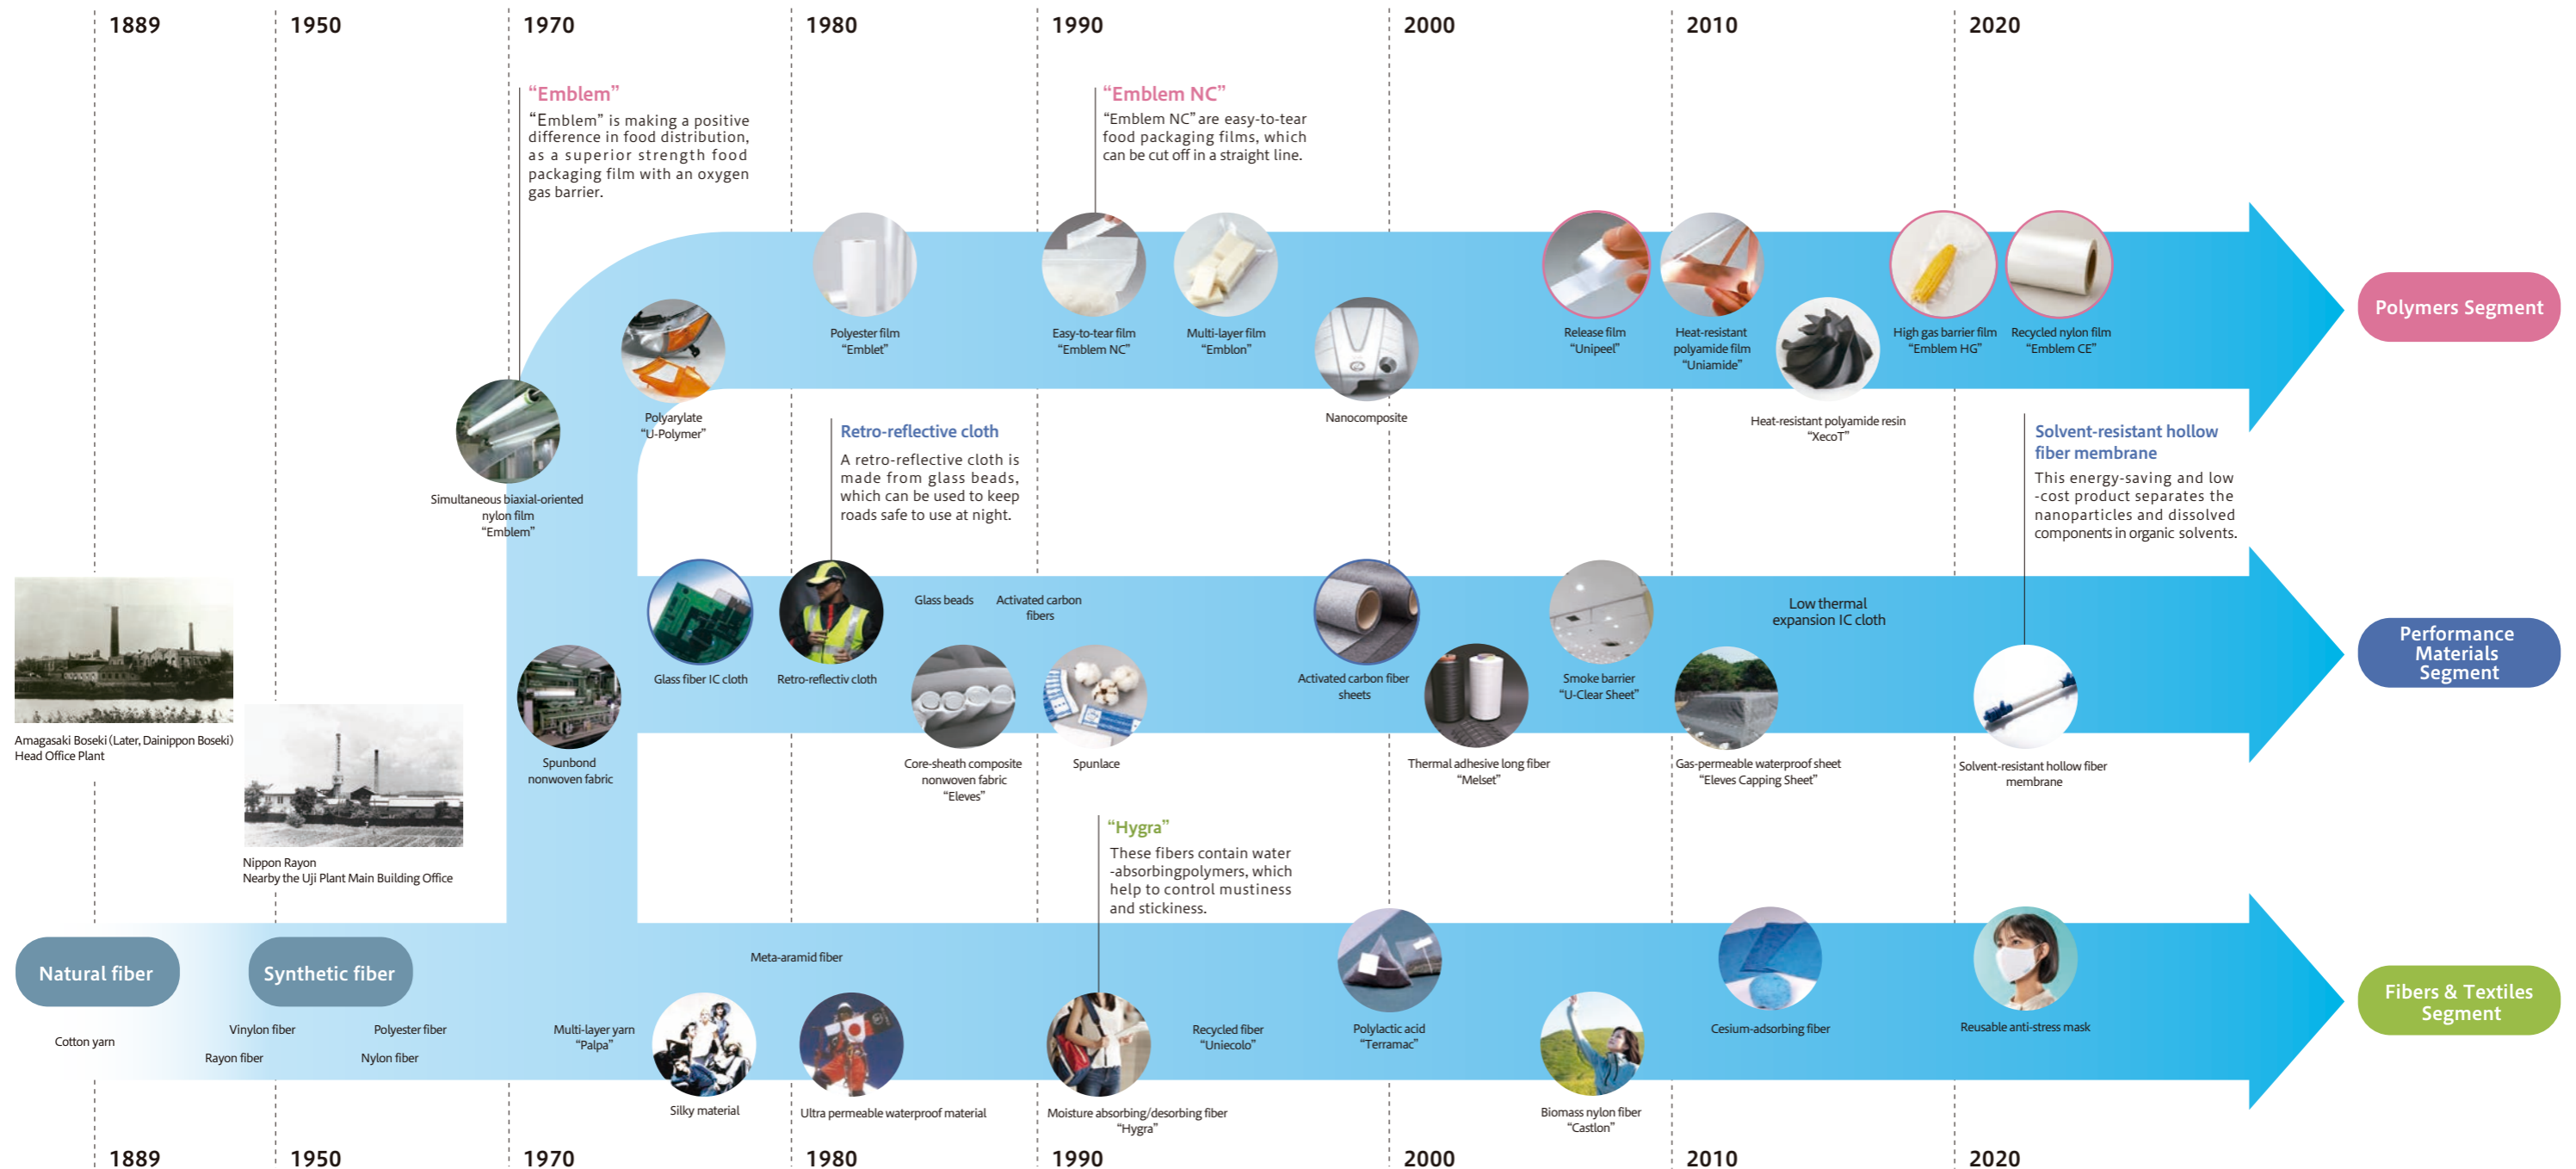 1889
1950
1970
1980
1990
2000
2010
2020
“Emblem”
“Emblem” is making a positive
difference in food distribution,
as a superior strength food
packaging film with an oxygen
gas barrier.
“Emblem NC”
“Emblem NC” are easy-to-tear
food packaging films, which
can be cut off in a straight line.
Polyester film
“Emblet”
Easy-to-tear film
“Emblem NC”
Multi-layer film
“Emblon”
Release film
“Unipeel”
Heat-resistant
polyamide film
“Uniamide”
High gas barrier film
“Emblem HG”
Recycled nylon film
“Emblem CE”
Polymers Segment
Polyarylate
“U-Polymer”
Nanocomposite
Heat-resistant polyamide resin
“XecoT”
Simultaneous biaxial-oriented
nylon film
“Emblem”
Retro-reflective cloth
A retro-reflective cloth is
made from glass beads,
which can be used to keep
roads safe to use at night.
Solvent-resistant hollow
fiber membrane
This energy-saving and low
-cost product separates the
nanoparticles and dissolved
components in organic solvents.
Glass beads
Activated carbon
fibers
Low thermal
expansion IC cloth
Performance
Materials
Segment
Glass fiber IC cloth
Retro-reflectiv cloth
Activated carbon fiber
sheets
Smoke barrier
“U-Clear Sheet”
Amagasaki Boseki (Later, Dainippon Boseki)
Head Office Plant
Spunbond
nonwoven fabric
Core-sheath composite
nonwoven fabric
“Eleves”
Spunlace
Thermal adhesive long fiber
“Melset”
Gas-permeable waterproof sheet
“Eleves Capping Sheet”
Solvent-resistant hollow fiber
membrane
Nippon Rayon
Nearby the Uji Plant Main Building Office
“Hygra”
These fibers contain water
-absorbingpolymers, which
help to control mustiness
and stickiness.
Natural fiber
Synthetic fiber
Meta-aramid fiber
Fibers & Textiles
Segment
Cotton yarn
Vinylon fiber
Rayon fiber
Polyester fiber
Nylon fiber
Multi-layer yarn
“Palpa”
Recycled fiber
“Uniecolo”
Polylactic acid
“Terramac”
Cesium-adsorbing fiber
Reusable anti-stress mask
Silky material
Ultra permeable waterproof material
Moisture absorbing/desorbing fiber
“Hygra”
Biomass nylon fiber
“Castlon”
1889
1950
1970
1980
1990
2000
2010
2020